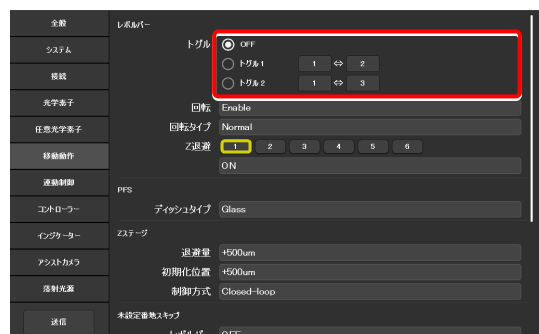 全般
システム
接続
光学素子
任意光学素子
移動動作
連動制御
コントローラー
インジケーター
アシストカメラ
落射光源
送信
レボルバー
トグル OFF
トグル1 1 ⇔ 2
トグル2 1 ⇔ 3
回転 Enable
回転タイプ Normal
Z退避 1 2 3 4 5 6
ON
PFS
ディッシュタイプ Glass
Zステージ
退避量 +500um
初期化位置 +500um
制御方式 Closed-loop
未設定番地スキップ
レボルバー OFF